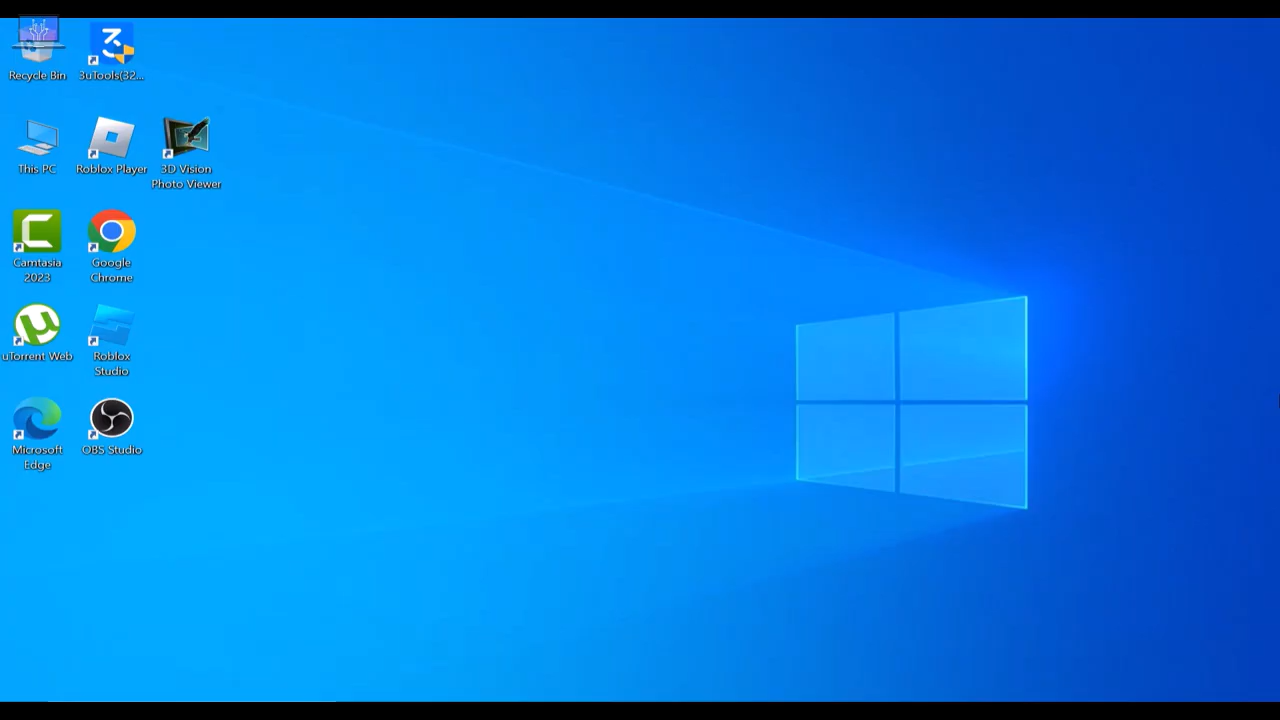 Recycle Bin
3uTools(32...
This PC
Roblox Player
3D Vision
Photo Viewer
Camtasia
2023
Google
Chrome
uTorrent Web
Roblox
Studio
Microsoft
Edge
OBS Studio